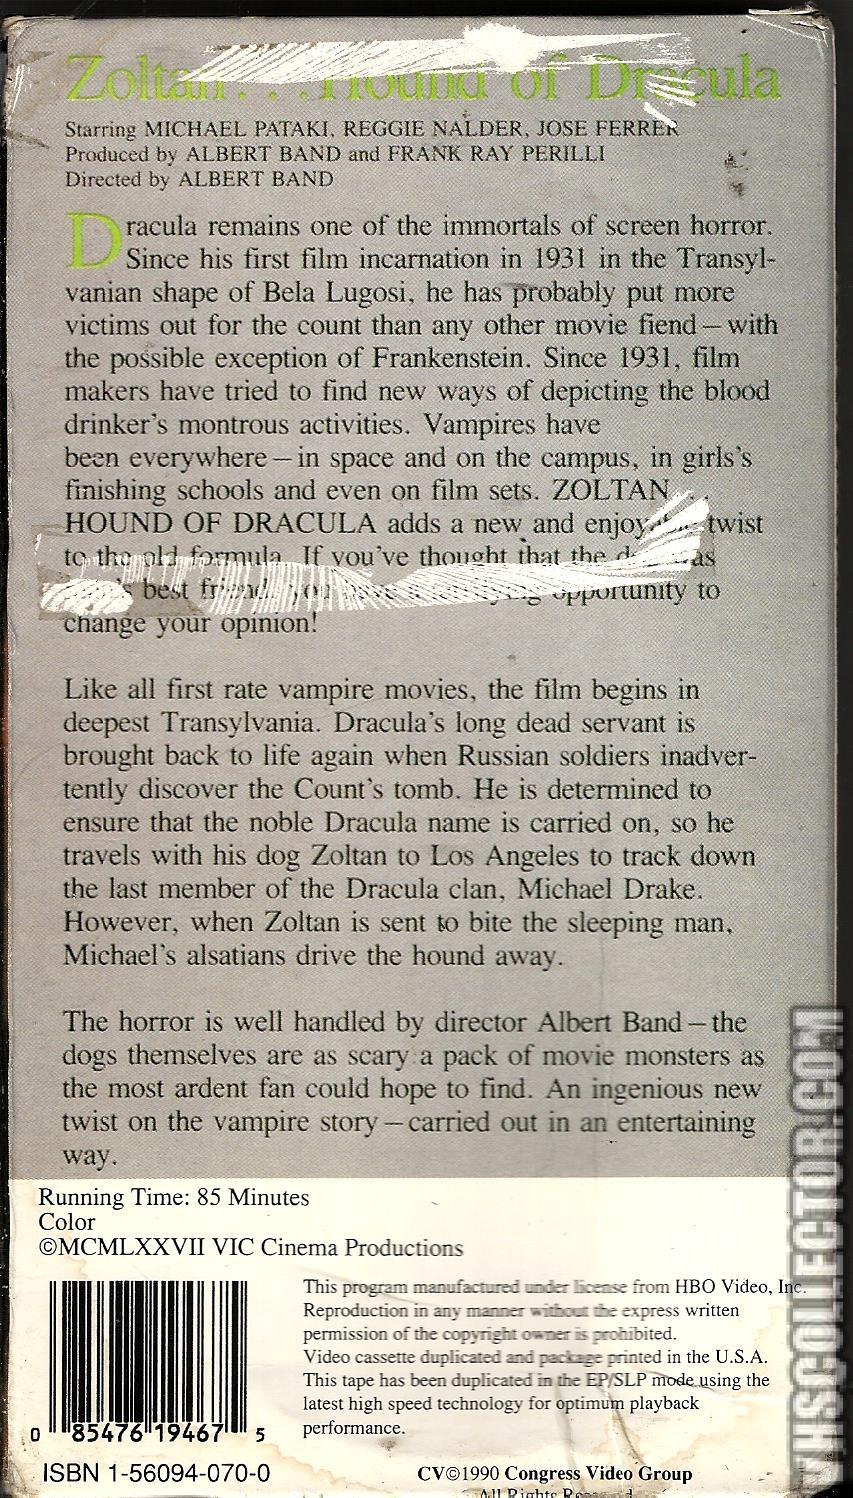 Zoltan . . . Hound of Dracula
Starring MICHAEL PATAKI, REGGIE NALDER, JOSE FERRER
Produced by ALBERT BAND and FRANK RAY PERILLI
Directed by ALBERT BAND
Dracula remains one of the immortals of screen horror.
Since his first film incarnation in 1931 in the Transyl-
vanian shape of Bela Lugosi, he has probably put more
victims out for the count than any other movie fiend – with
the possible exception of Frankenstein. Since 1931, film
makers have tried to find new ways of depicting the blood
drinker's montrous activities. Vampires have
been everywhere – in space and on the campus, in girls's
finishing schools and even on film sets. ZOLTAN . .
HOUND OF DRACULA adds a new and enjoyable twist
to the old formula. If you've thought that the was
best friend, you have a terrifying opportunity to
change your opinion!
Like all first rate vampire movies, the film begins in
deepest Transylvania. Dracula's long dead servant is
brought back to life again when Russian soldiers inadver-
tently discover the Count's tomb. He is determined to
ensure that the noble Dracula name is carried on, so he
travels with his dog Zoltan to Los Angeles to track down
the last member of the Dracula clan, Michael Drake.
However, when Zoltan is sent to bite the sleeping man,
Michael's alsatians drive the hound away.
The horror is well handled by director Albert Band – the
dogs themselves are as scary a pack of movie monsters as
the most ardent fan could hope to find. An ingenious new
twist on the vampire story – carried out in an entertaining
way.
Running Time: 85 Minutes
Color
©MCMLXXVII VIC Cinema Productions
This program manufactured under license from HBO Video, Inc.
Reproduction in any manner without the express written
permission of the copyright owner is prohibited.
Video cassette duplicated and package printed in the U.S.A.
This tape has been duplicated in the EP/SLP mode using the
latest high speed technology for optimum playback
performance.
0 85476 19467 5
ISBN 1-56094-070-0
CV©1990 Congress Video Group
All Rights
VHSCOLLECTOR.COM